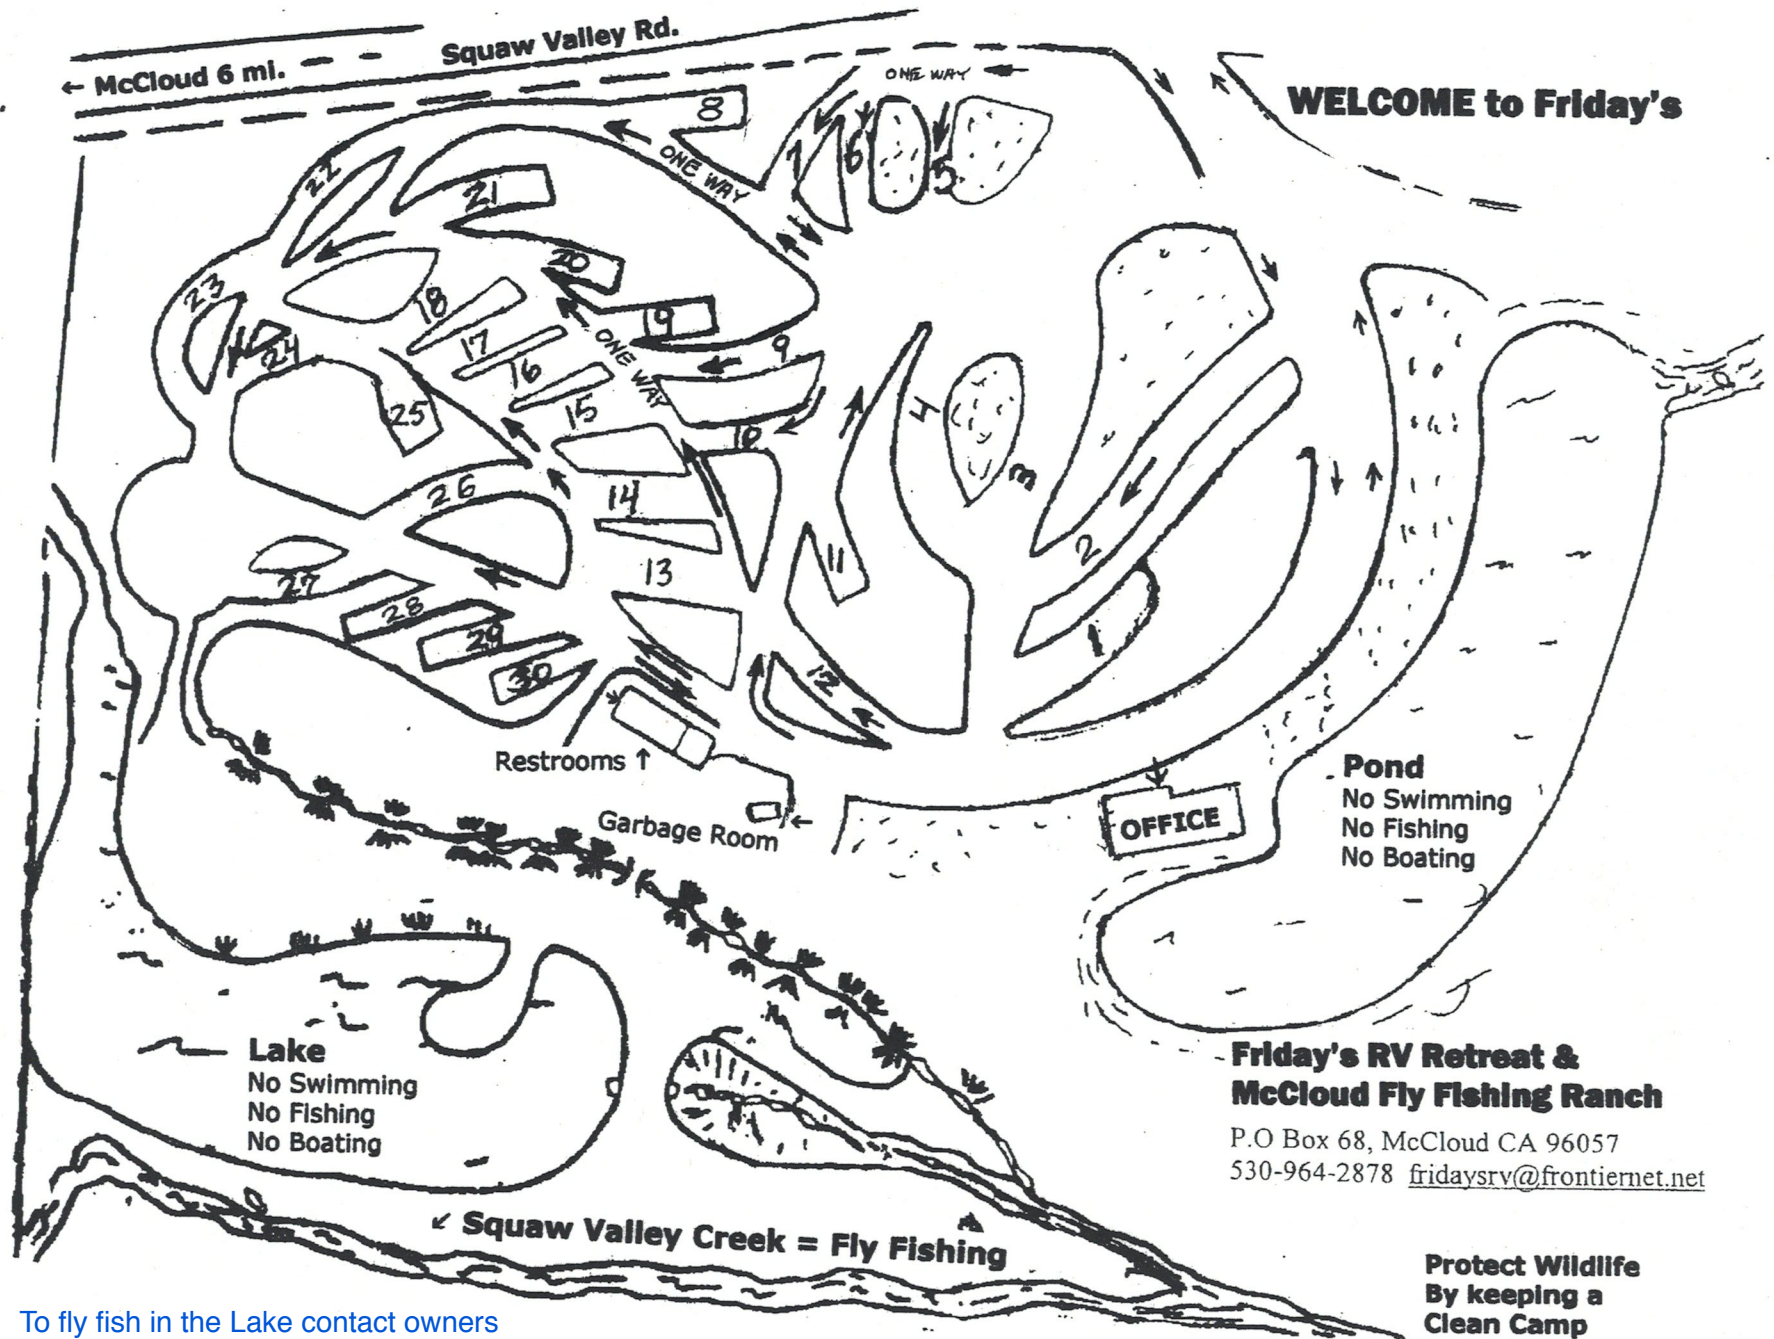 Squaw Valley Rd.
← McCloud 6 mi.
ONE WAY ←
WELCOME to Friday's
8
ONE WAY
7
6
5
22
21
20
23
24
18
19
9
17
16
ONE WAY
15
25
10
4
3
26
14
2
11
13
27
28
29
30
12
1
Restrooms ↑
Garbage Room
OFFICE
Pond
No Swimming
No Fishing
No Boating
Lake
No Swimming
No Fishing
No Boating
Friday's RV Retreat &
McCloud Fly Fishing Ranch
P.O Box 68, McCloud CA 96057
530-964-2878 fridaysrv@frontiernet.net
↙ Squaw Valley Creek = Fly Fishing
Protect Wildlife
By keeping a
Clean Camp
To fly fish in the Lake contact owners